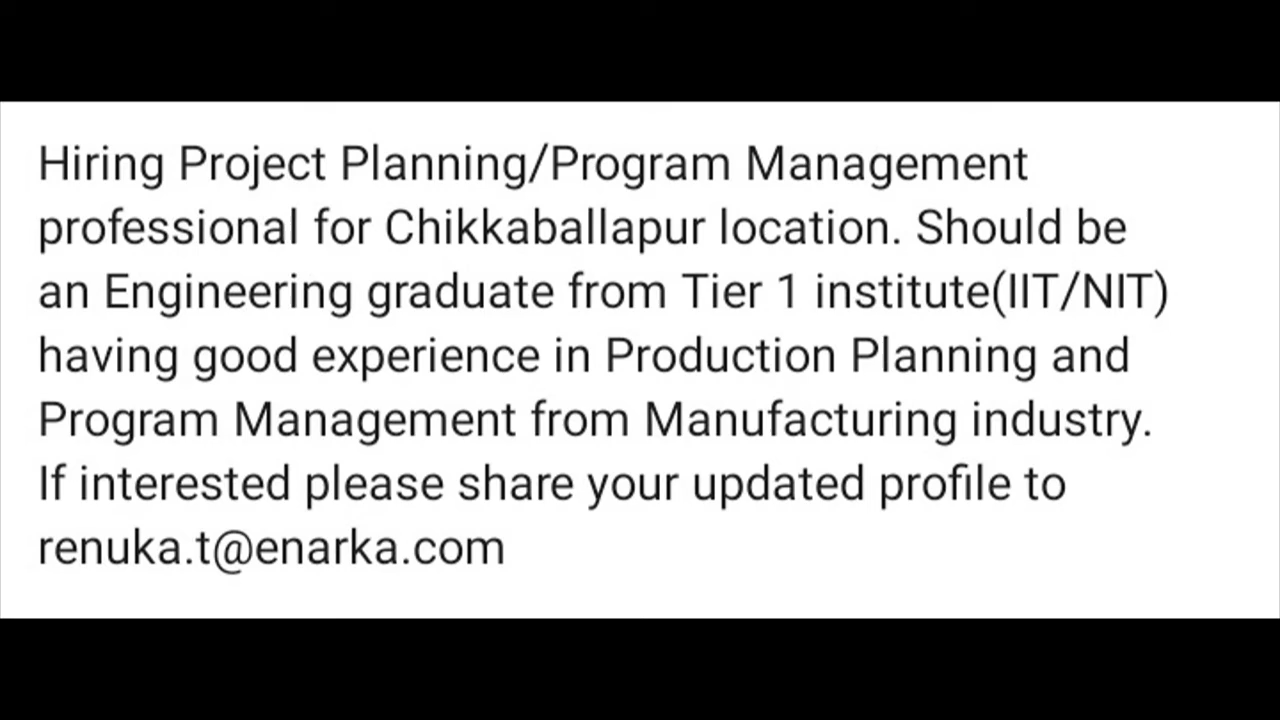 Hiring Project Planning/Program Management
professional for Chikkaballapur location. Should be
an Engineering graduate from Tier 1 institute(IIT/NIT)
having good experience in Production Planning and
Program Management from Manufacturing industry.
If interested please share your updated profile to
renuka.t@enarka.com